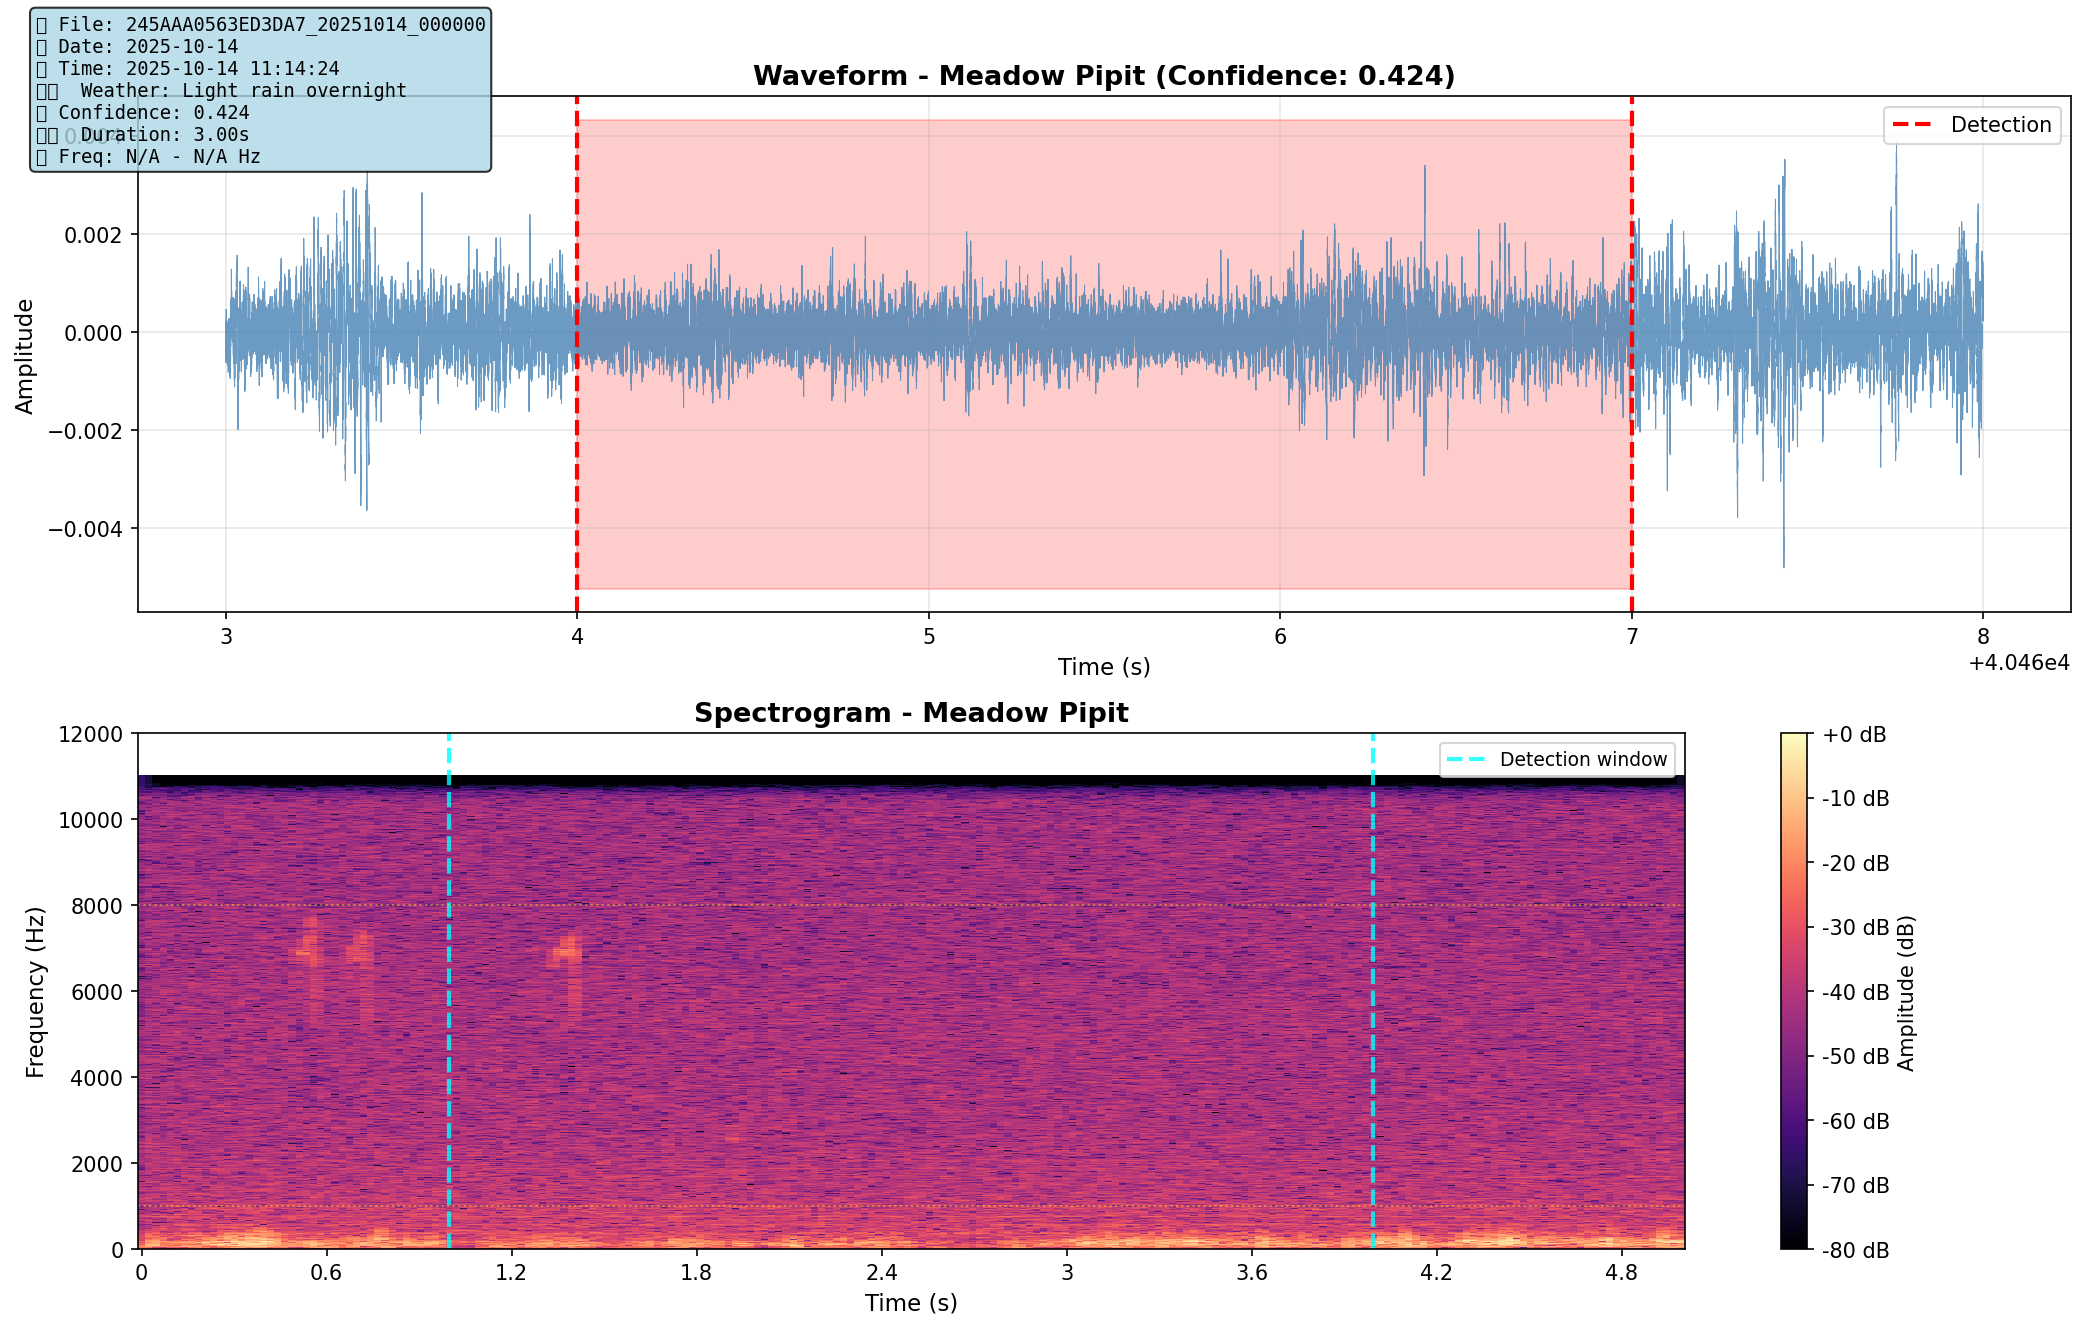 File: 245AAA0563ED3DA7_20251014_000000
Date: 2025-10-14
Time: 2025-10-14 11:14:24
Weather: Light rain overnight
Confidence: 0.424
Duration: 3.00s
Freq: N/A - N/A Hz
Waveform - Meadow Pipit (Confidence: 0.424)
Detection
0.004
0.002
0.000
−0.002
−0.004
Amplitude
3 4 5 6 7 8
Time (s)
+4.046e4
Spectrogram - Meadow Pipit
Detection window
12000
10000
8000
6000
4000
2000
0
Frequency (Hz)
0 0.6 1.2 1.8 2.4 3 3.6 4.2 4.8
Time (s)
+0 dB
-10 dB
-20 dB
-30 dB
-40 dB
-50 dB
-60 dB
-70 dB
-80 dB
Amplitude (dB)